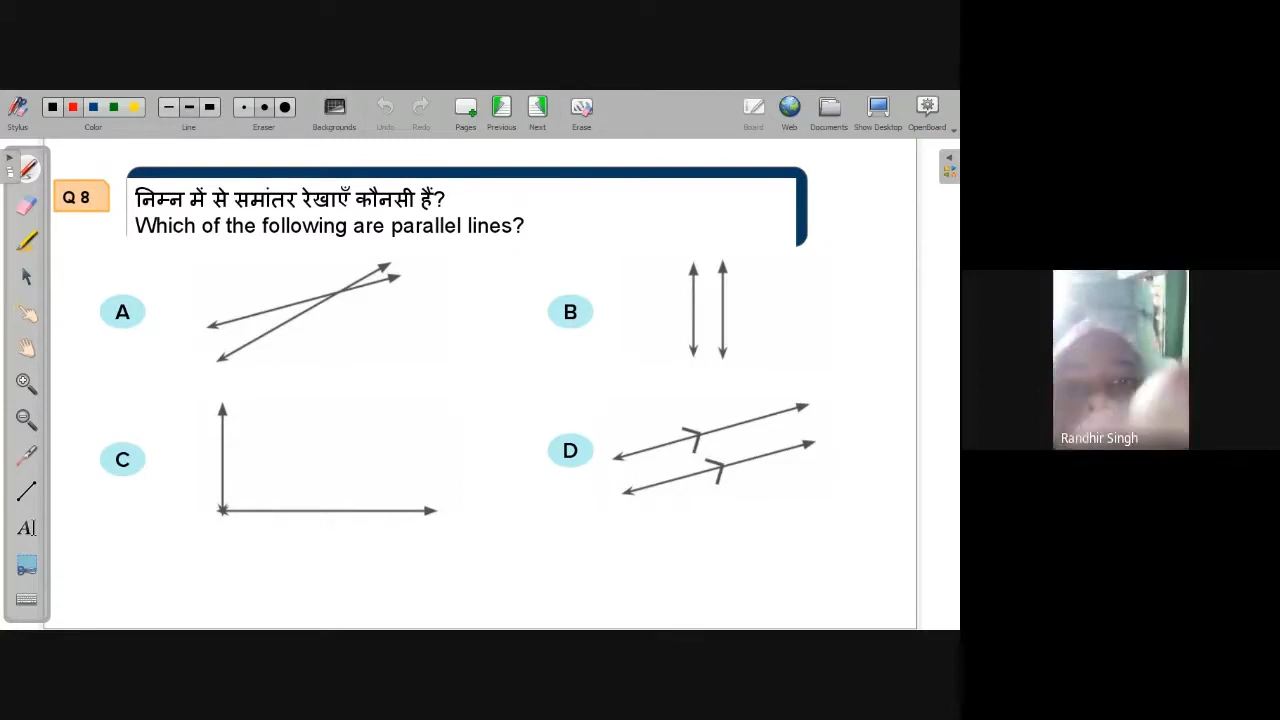 Stylus
Color
Line
Eraser
Backgrounds
Undo
Redo
Pages
Previous
Next
Erase
Board
Web
Documents
Show Desktop
OpenBoard
Q 8
निम्न में से समांतर रेखाएँ कौनसी हैं?
Which of the following are parallel lines?
A
B
C
D
Randhir Singh